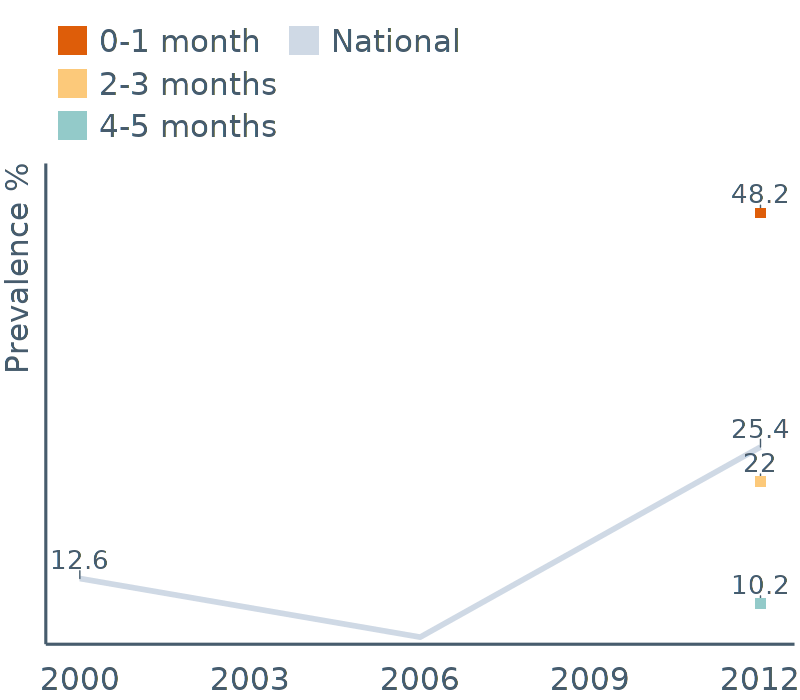 0-1 month
National
2-3 months
4-5 months
Prevalence %
48.2
25.4
22
12.6
10.2
2000 2003 2006 2009 2012